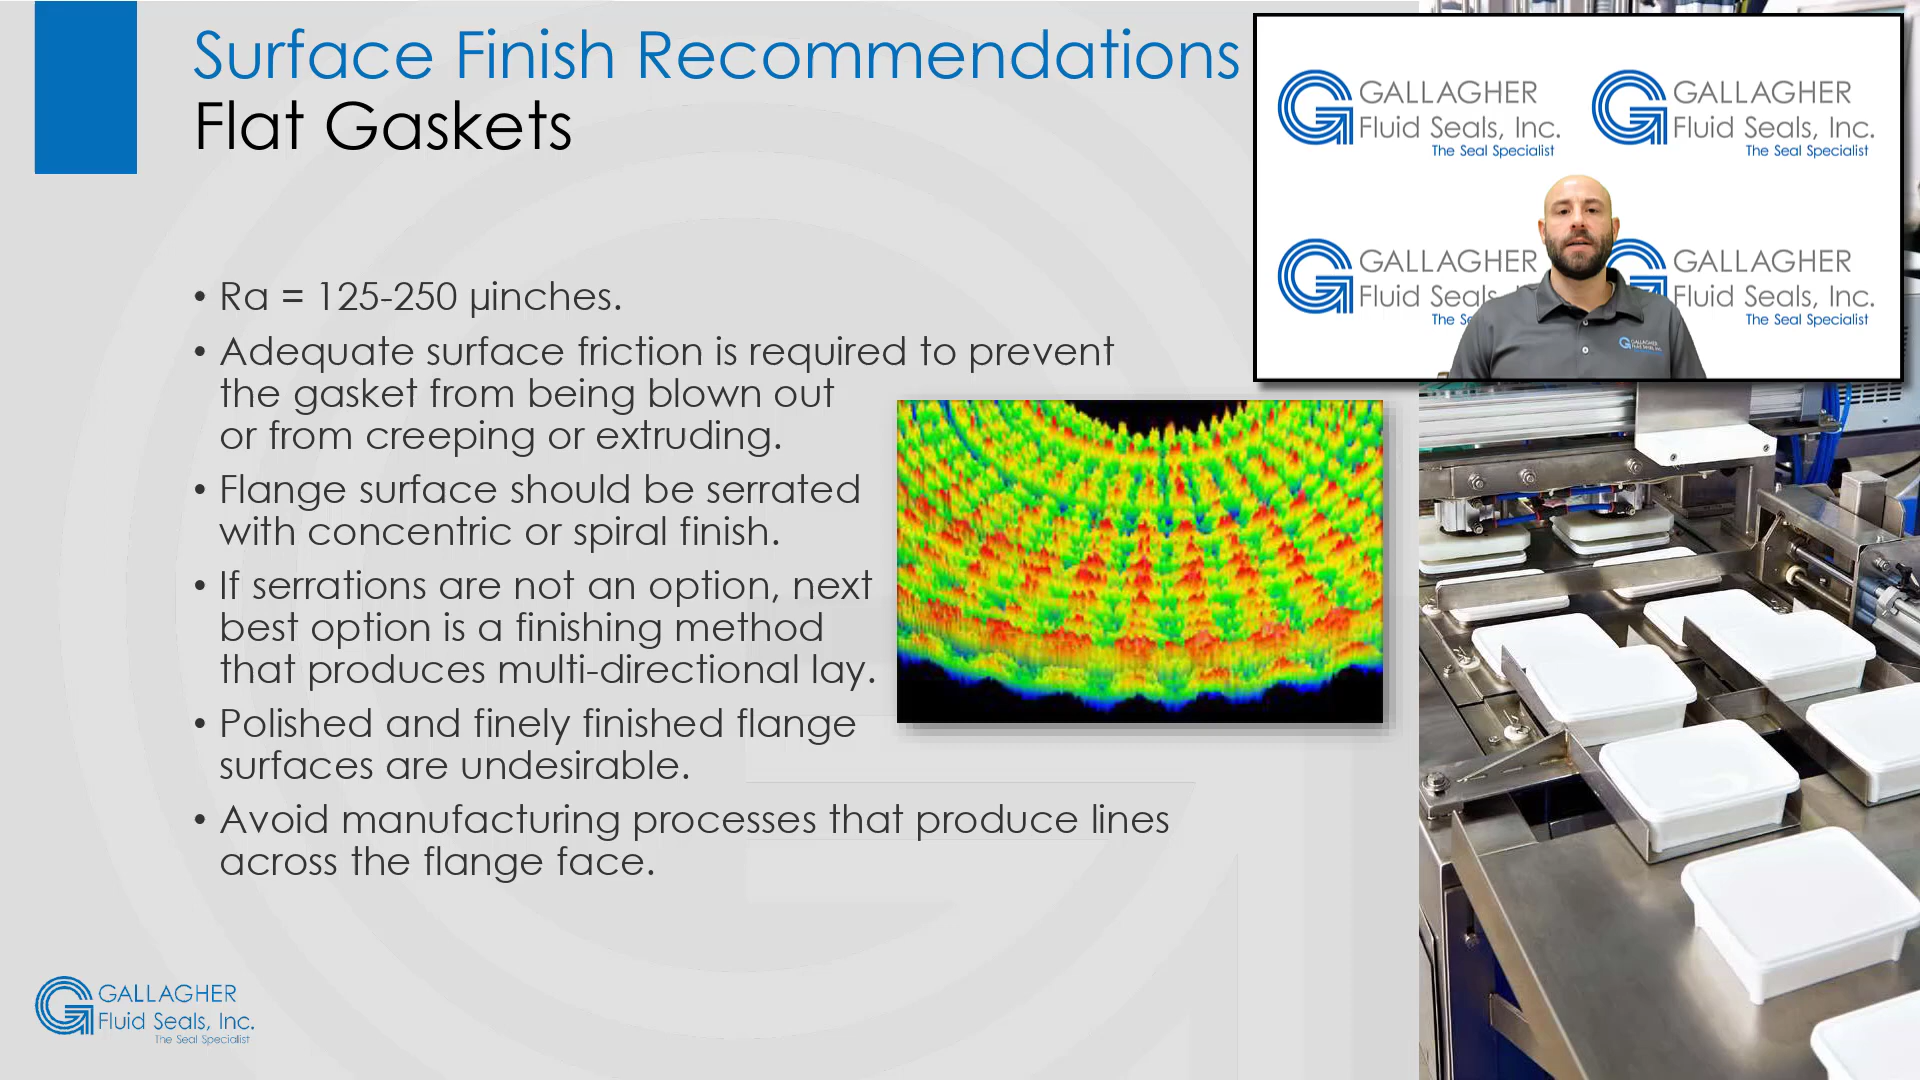 Surface Finish Recommendations
Flat Gaskets
• Ra = 125-250 µinches.
• Adequate surface friction is required to prevent
the gasket from being blown out
or from creeping or extruding.
• Flange surface should be serrated
with concentric or spiral finish.
• If serrations are not an option, next
best option is a finishing method
that produces multi-directional lay.
• Polished and finely finished flange
surfaces are undesirable.
• Avoid manufacturing processes that produce lines
across the flange face.
GALLAGHER
Fluid Seals, Inc.
The Seal Specialist
GALLAGHER
Fluid Seals, Inc.
The Seal Specialist
GALLAGHER
Fluid Seals,
The
GALLAGHER
Fluid Seals, Inc.
The Seal Specialist
GALLAGHER
GALLAGHER
Fluid Seals, Inc.
The Seal Specialist